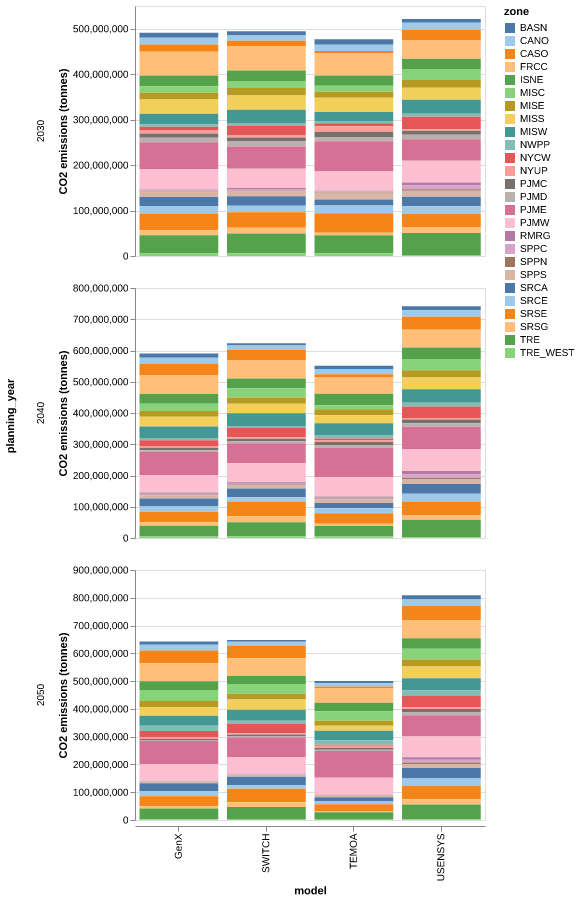 zone
BASN
CANO
CASO
FRCC
ISNE
MISC
MISE
MISS
MISW
NWPP
NYCW
NYUP
PJMC
PJMD
PJME
PJMW
RMRG
SPPC
SPPN
SPPS
SRCA
SRCE
SRSE
SRSG
TRE
TRE_WEST
planning_year
2030
CO2 emissions (tonnes)
500,000,000
400,000,000
300,000,000
200,000,000
100,000,000
0
2040
CO2 emissions (tonnes)
800,000,000
700,000,000
600,000,000
500,000,000
400,000,000
300,000,000
200,000,000
100,000,000
0
2050
CO2 emissions (tonnes)
900,000,000
800,000,000
700,000,000
600,000,000
500,000,000
400,000,000
300,000,000
200,000,000
100,000,000
0
GenX
SWITCH
TEMOA
USENSYS
model